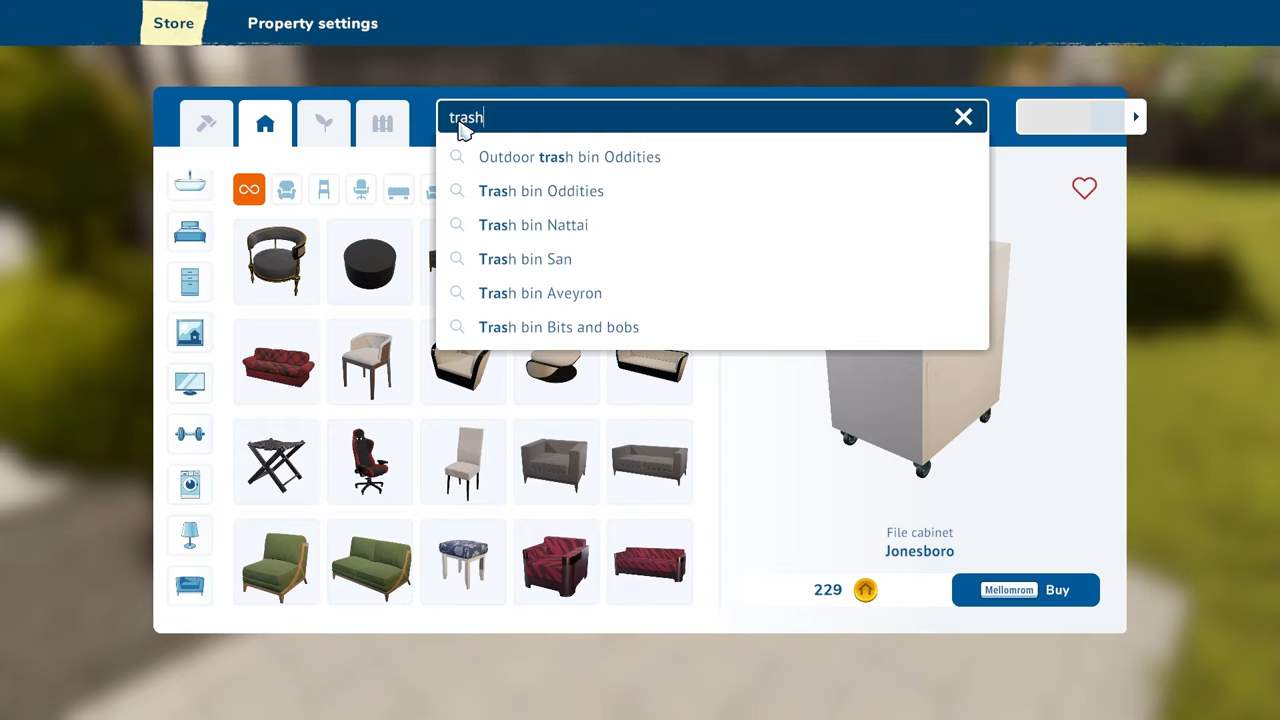 Store
Property settings
trash
Outdoor trash bin Oddities
Trash bin Oddities
Trash bin Nattai
Trash bin San
Trash bin Aveyron
Trash bin Bits and bobs
File cabinet
Jonesboro
229
Mellomrom Buy